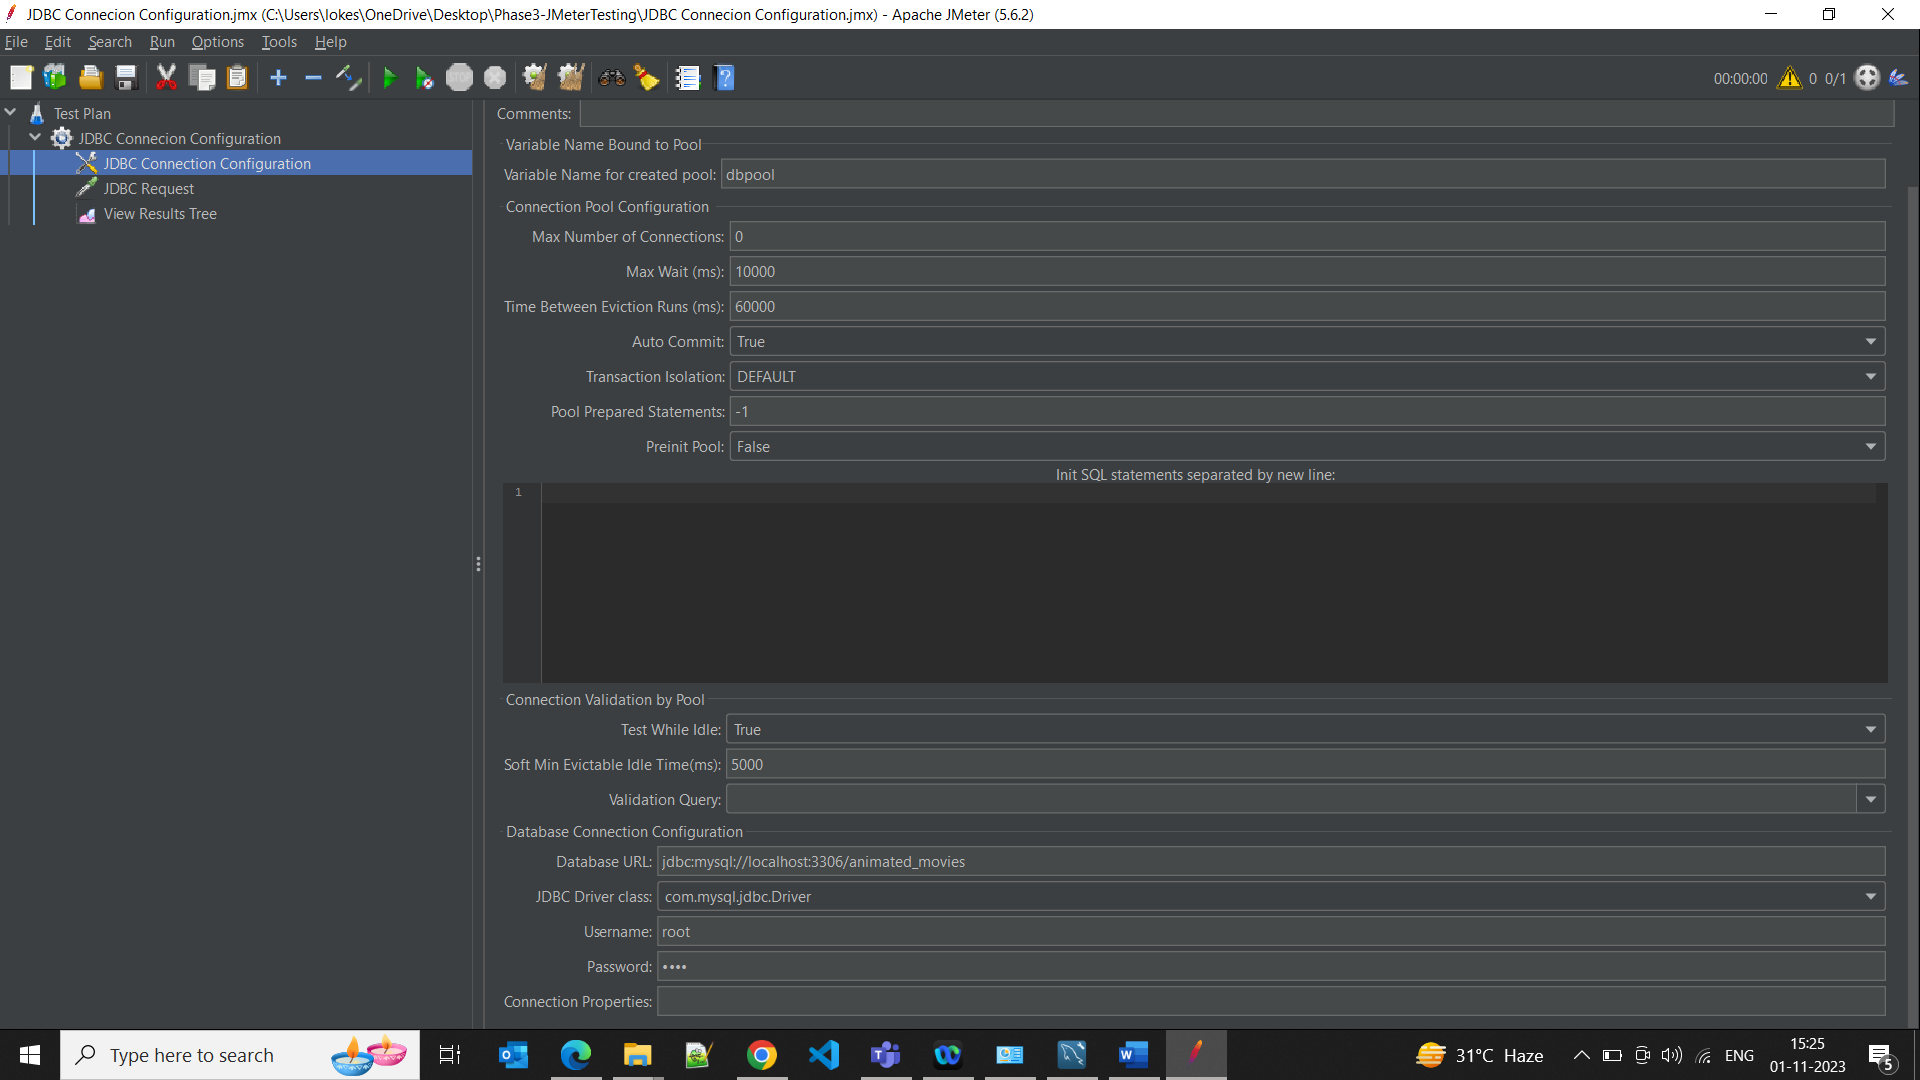 JDBC Connecion Configuration.jmx (C:\Users\lokes\OneDrive\Desktop\Phase3-JMeterTesting\JDBC Connecion Configuration.jmx) - Apache JMeter (5.6.2)
File Edit Search Run Options Tools Help
STOP
00:00:00 0 0/1
Test Plan
JDBC Connecion Configuration
JDBC Connection Configuration
JDBC Request
View Results Tree
Comments:
Variable Name Bound to Pool
Variable Name for created pool: dbpool
Connection Pool Configuration
Max Number of Connections: 0
Max Wait (ms): 10000
Time Between Eviction Runs (ms): 60000
Auto Commit: True
Transaction Isolation: DEFAULT
Pool Prepared Statements: -1
Preinit Pool: False
Init SQL statements separated by new line:
1
Connection Validation by Pool
Test While Idle: True
Soft Min Evictable Idle Time(ms): 5000
Validation Query:
Database Connection Configuration
Database URL: jdbc:mysql://localhost:3306/animated_movies
JDBC Driver class: com.mysql.jdbc.Driver
Username: root
Password: ••••
Connection Properties:
Type here to search
31°C Haze
ENG
15:25
01-11-2023
5